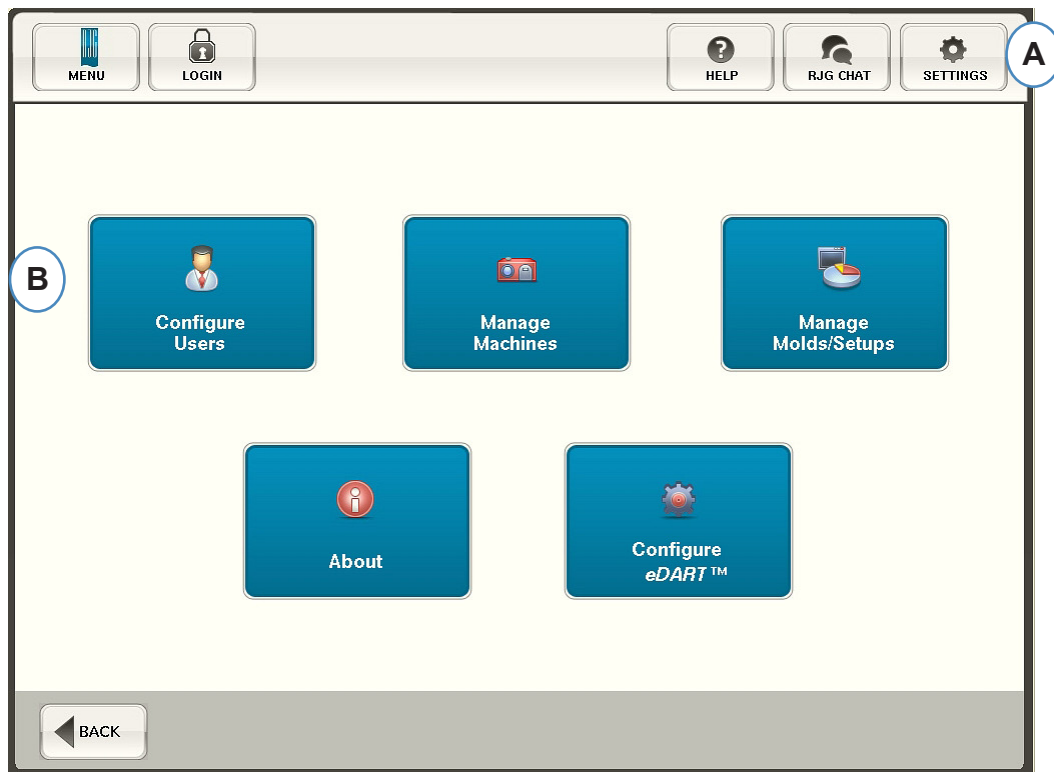 MENU
LOGIN
HELP
RJG CHAT
SETTINGS
A
B
Configure
Users
Manage
Machines
Manage
Molds/Setups
About
Configure
eDART™
BACK